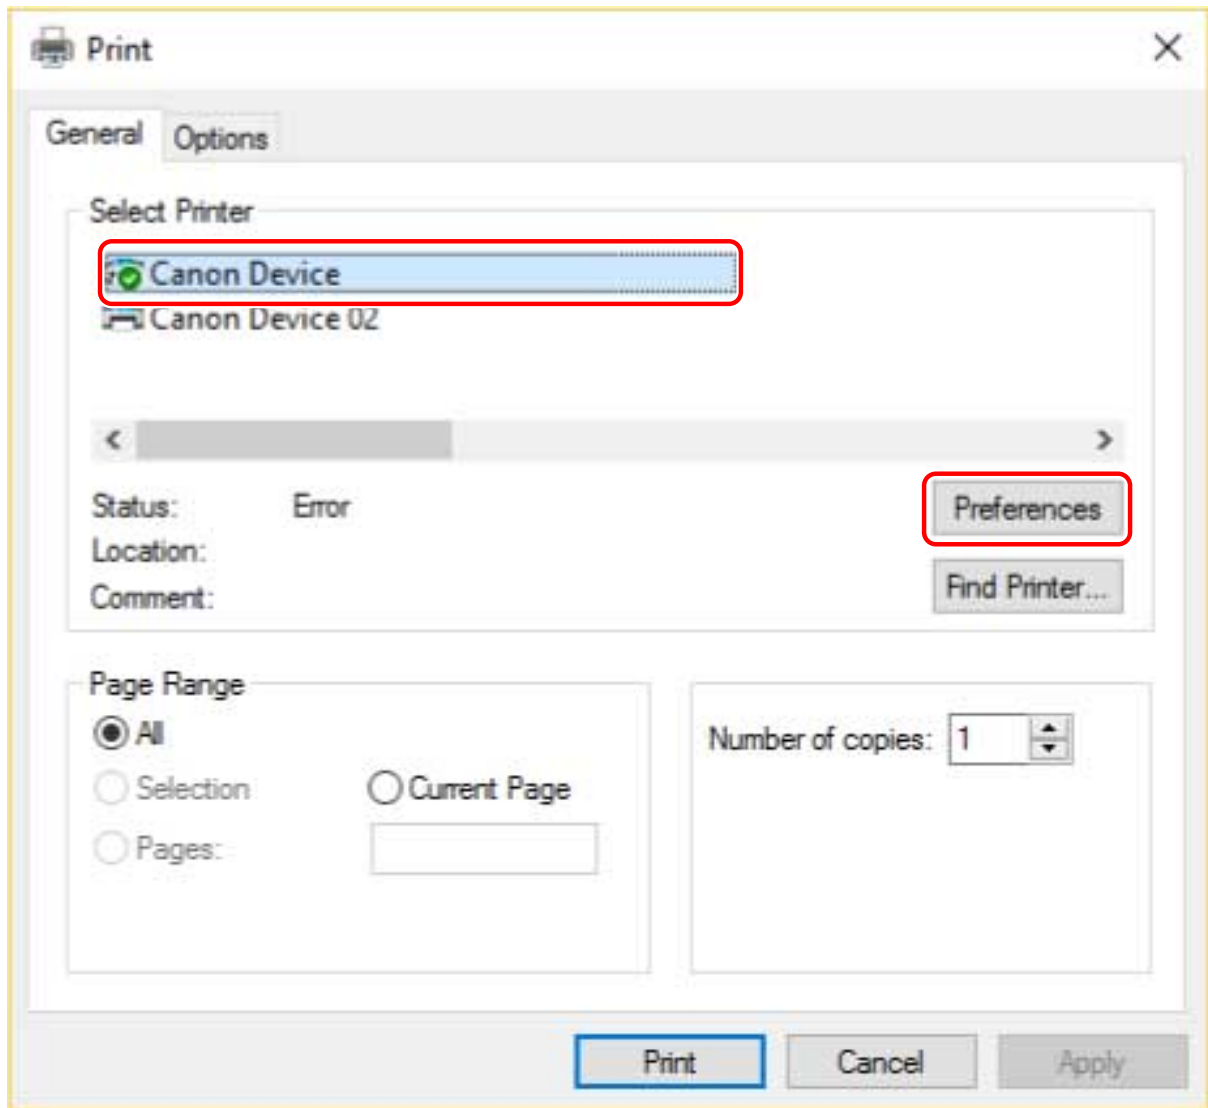 Print
General Options
Select Printer
Canon Device
Canon Device 02
Status: Error
Preferences
Location:
Comment:
Find Printer...
Page Range
All
Number of copies: 1
Selection Current Page
Pages:
Print Cancel Apply